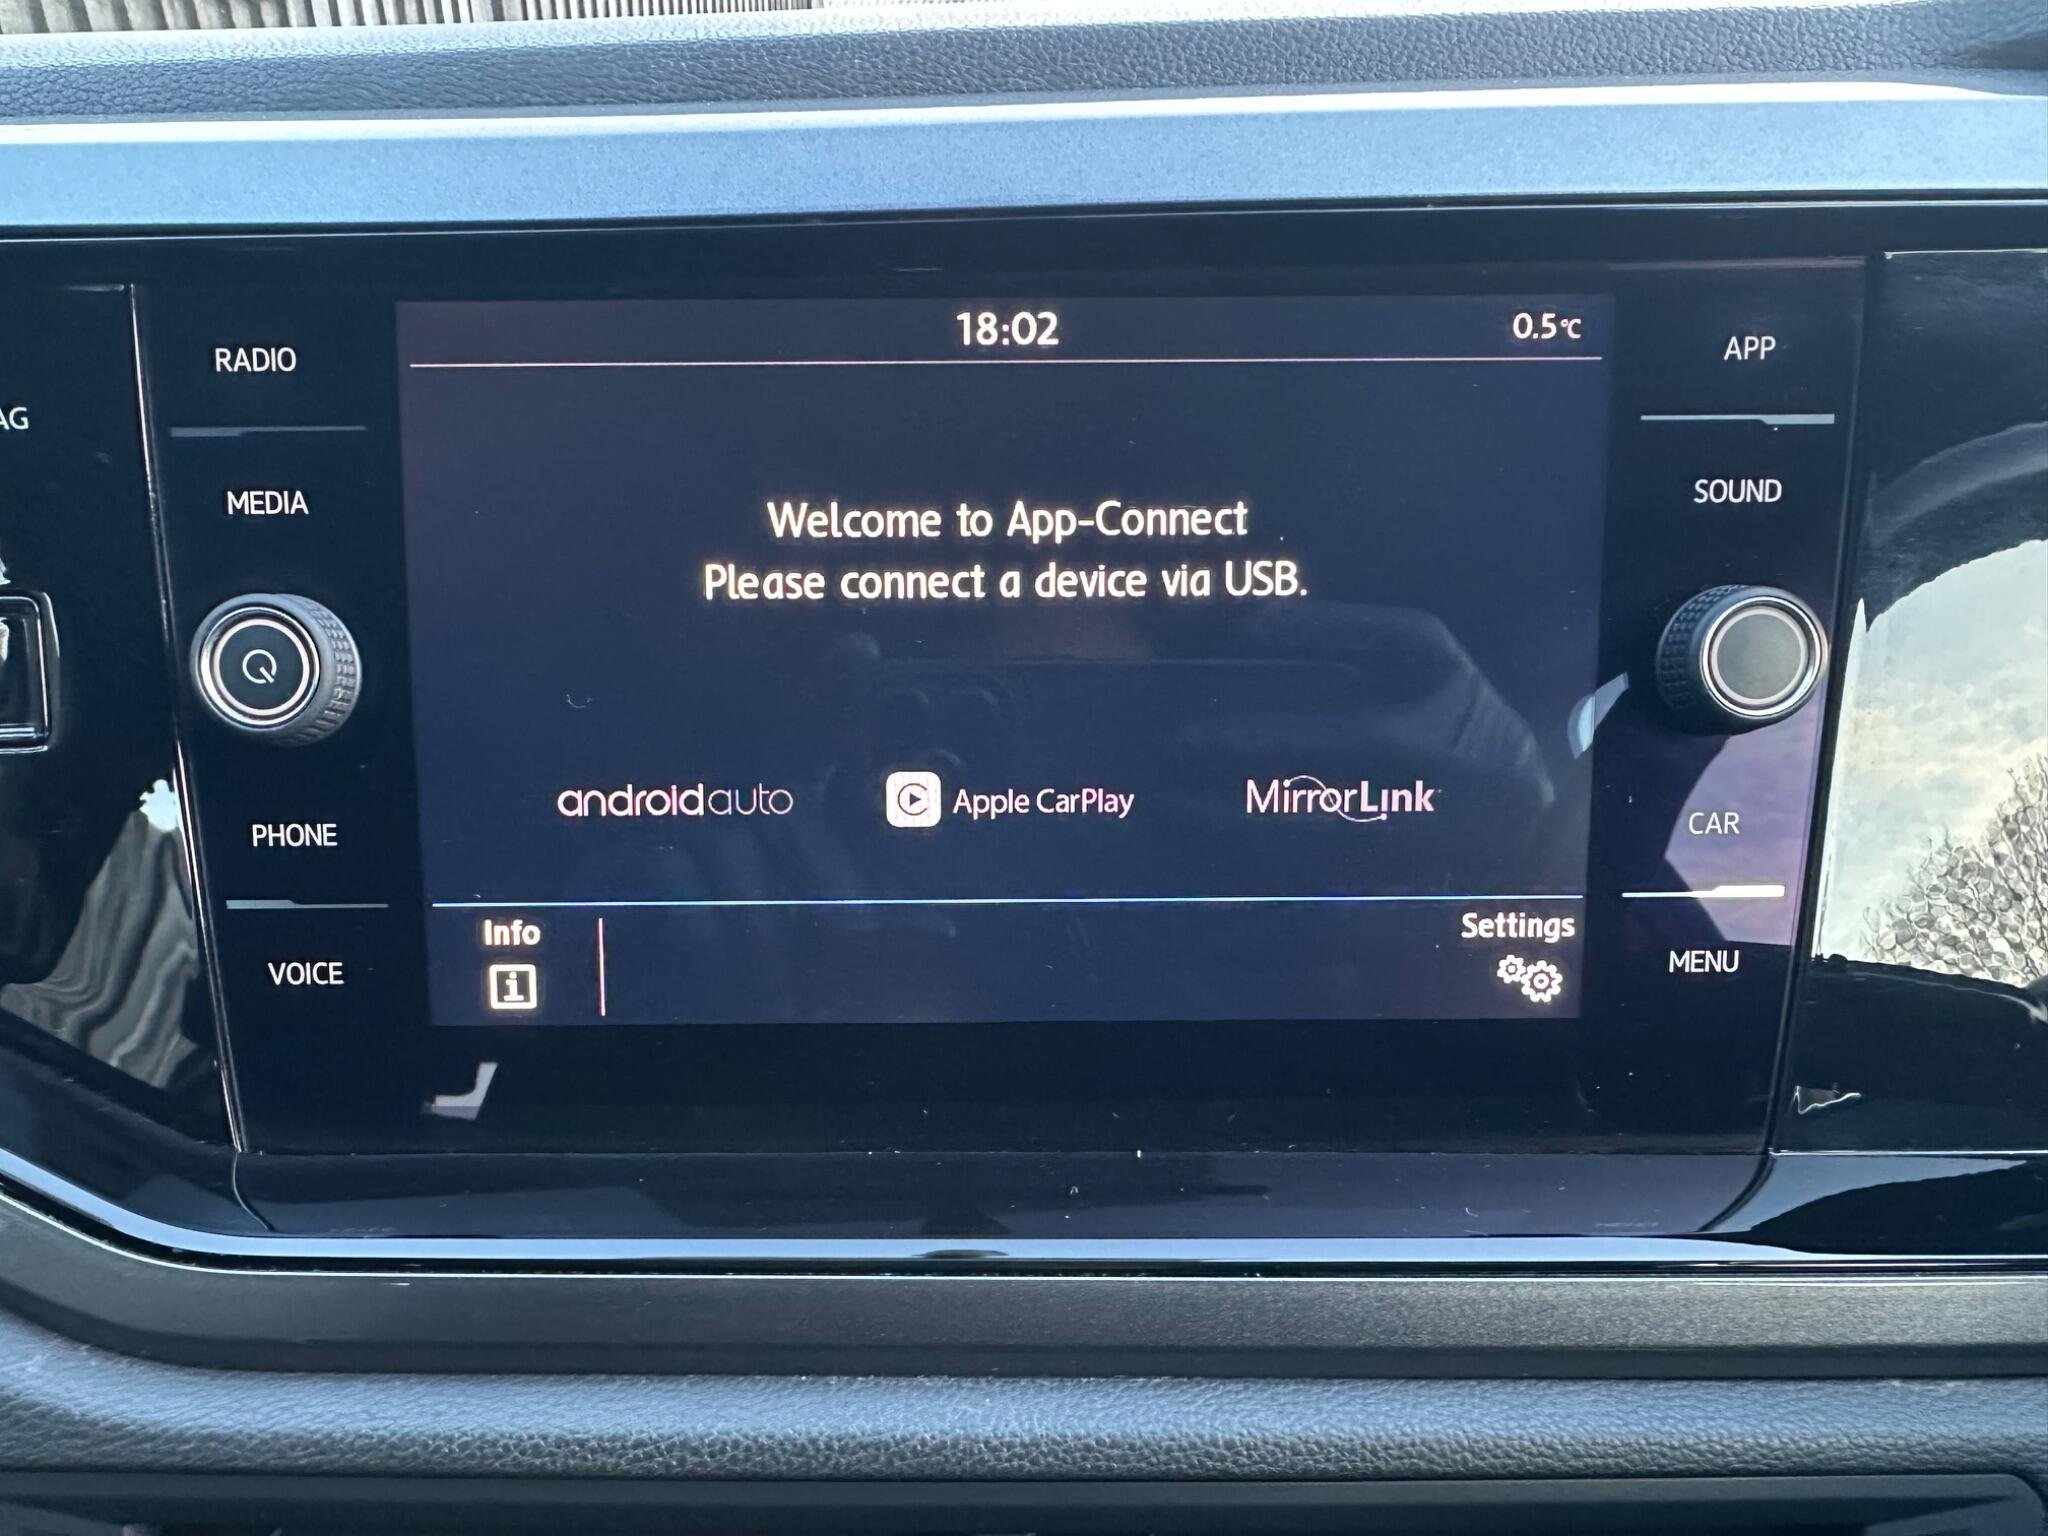 18:02
0.5°C
RADIO
APP
AG
MEDIA
SOUND
Welcome to App-Connect
Please connect a device via USB.
androidauto
Apple CarPlay
MirrorLink
PHONE
CAR
Info
Settings
VOICE
MENU